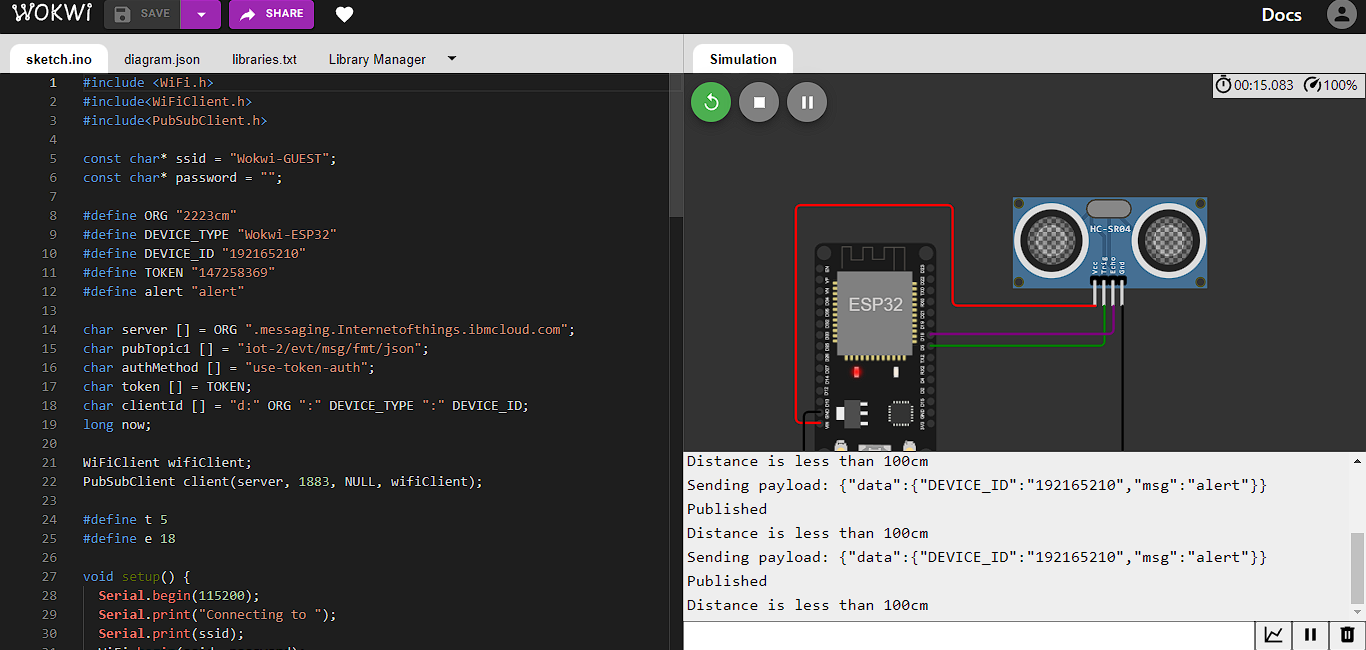 WOKWI SAVE SHARE Docs
sketch.ino diagram.json libraries.txt Library Manager
1 #include <WiFi.h>
2 #include<WiFiClient.h>
3 #include<PubSubClient.h>
4
5 const char* ssid = "Wokwi-GUEST";
6 const char* password = "";
7
8 #define ORG "2223cm"
9 #define DEVICE_TYPE "Wokwi-ESP32"
10 #define DEVICE_ID "192165210"
11 #define TOKEN "147258369"
12 #define alert "alert"
13
14 char server [] = ORG ".messaging.Internetofthings.ibmcloud.com";
15 char pubTopic1 [] = "iot-2/evt/msg/fmt/json";
16 char authMethod [] = "use-token-auth";
17 char token [] = TOKEN;
18 char clientId [] = "d:" ORG ":" DEVICE_TYPE ":" DEVICE_ID;
19 long now;
20
21 WiFiClient wifiClient;
22 PubSubClient client(server, 1883, NULL, wifiClient);
23
24 #define t 5
25 #define e 18
26
27 void setup() {
28 Serial.begin(115200);
29 Serial.print("Connecting to ");
30 Serial.print(ssid);
Simulation
00:15.083 100%
HC-SR04
Vcc
Trig
Echo
Gnd
ESP32
Distance is less than 100cm
Sending payload: {"data":{"DEVICE_ID":"192165210","msg":"alert"}}
Published
Distance is less than 100cm
Sending payload: {"data":{"DEVICE_ID":"192165210","msg":"alert"}}
Published
Distance is less than 100cm